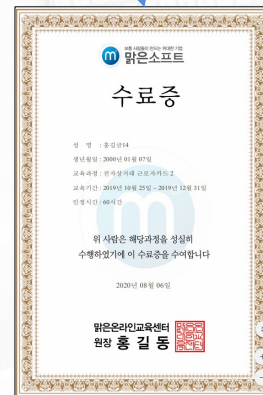 보통 사람들이 만드는 위대한 기업
맑은소프트
수료증
성 명 : 홍길금14
생년월일 : 2000년 01월 07일
교육과정 : 전자상거래 근로자카드 2
교육기간 : 2019년 10월 25일 ~ 2019년 12월 31일
인정시간 : 60시간
위 사람은 해당과정을 성실히
수행하였기에 이 수료증을 수여합니다
2020년 08월 06일
맑은온라인교육센터
원장 홍길동